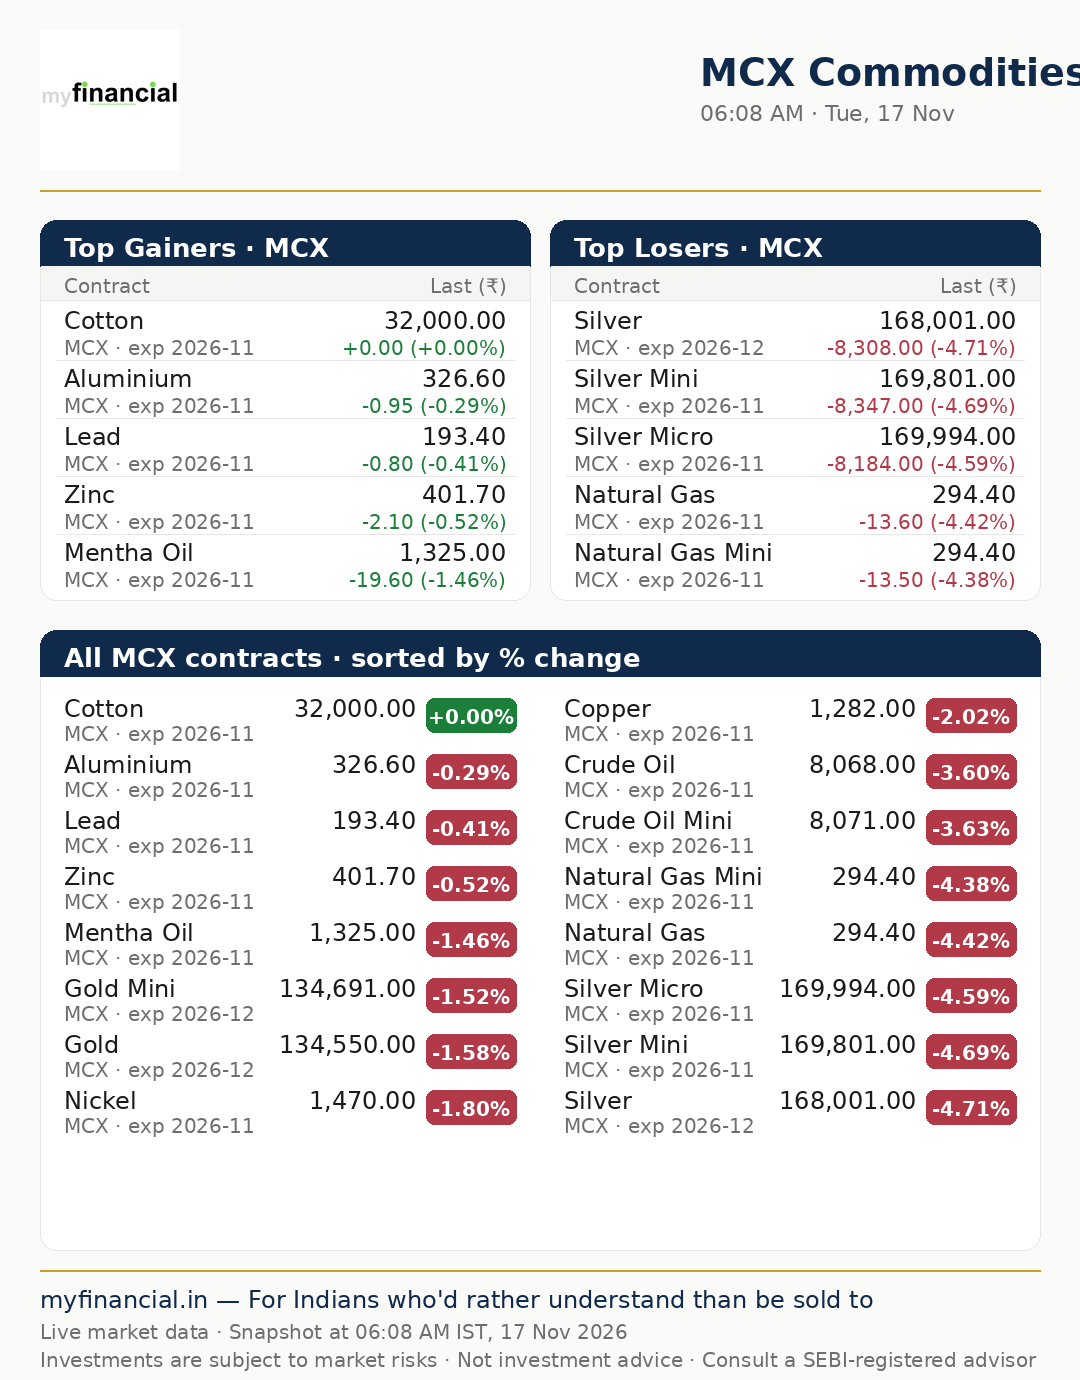 myfinancial
MCX Commodities
06:08 AM · Tue, 17 Nov
Top Gainers · MCX
Contract Last (₹)
Cotton 32,000.00
MCX · exp 2026-11 +0.00 (+0.00%)
Aluminium 326.60
MCX · exp 2026-11 -0.95 (-0.29%)
Lead 193.40
MCX · exp 2026-11 -0.80 (-0.41%)
Zinc 401.70
MCX · exp 2026-11 -2.10 (-0.52%)
Mentha Oil 1,325.00
MCX · exp 2026-11 -19.60 (-1.46%)
Top Losers · MCX
Contract Last (₹)
Silver 168,001.00
MCX · exp 2026-12 -8,308.00 (-4.71%)
Silver Mini 169,801.00
MCX · exp 2026-11 -8,347.00 (-4.69%)
Silver Micro 169,994.00
MCX · exp 2026-11 -8,184.00 (-4.59%)
Natural Gas 294.40
MCX · exp 2026-11 -13.60 (-4.42%)
Natural Gas Mini 294.40
MCX · exp 2026-11 -13.50 (-4.38%)
All MCX contracts · sorted by % change
Cotton 32,000.00 +0.00%
MCX · exp 2026-11
Aluminium 326.60 -0.29%
MCX · exp 2026-11
Lead 193.40 -0.41%
MCX · exp 2026-11
Zinc 401.70 -0.52%
MCX · exp 2026-11
Mentha Oil 1,325.00 -1.46%
MCX · exp 2026-11
Gold Mini 134,691.00 -1.52%
MCX · exp 2026-12
Gold 134,550.00 -1.58%
MCX · exp 2026-12
Nickel 1,470.00 -1.80%
MCX · exp 2026-11
Copper 1,282.00 -2.02%
MCX · exp 2026-11
Crude Oil 8,068.00 -3.60%
MCX · exp 2026-11
Crude Oil Mini 8,071.00 -3.63%
MCX · exp 2026-11
Natural Gas Mini 294.40 -4.38%
MCX · exp 2026-11
Natural Gas 294.40 -4.42%
MCX · exp 2026-11
Silver Micro 169,994.00 -4.59%
MCX · exp 2026-11
Silver Mini 169,801.00 -4.69%
MCX · exp 2026-11
Silver 168,001.00 -4.71%
MCX · exp 2026-12
myfinancial.in — For Indians who'd rather understand than be sold to
Live market data · Snapshot at 06:08 AM IST, 17 Nov 2026
Investments are subject to market risks · Not investment advice · Consult a SEBI-registered advisor